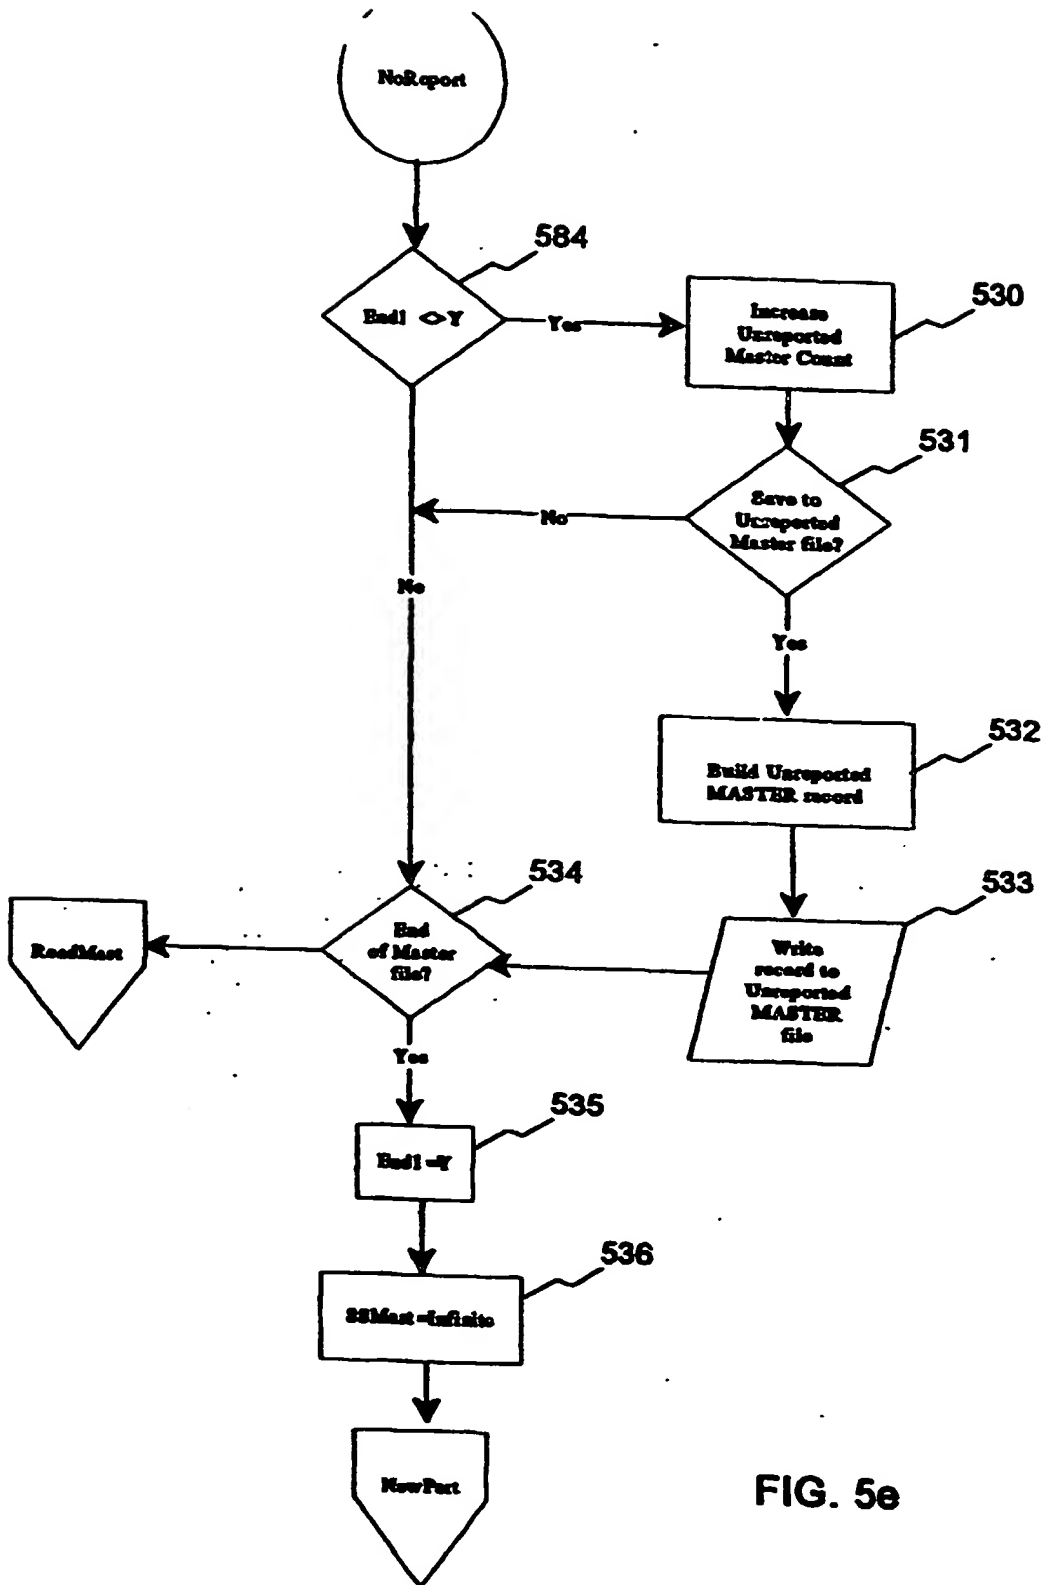 NoReport
584
End1 <> Y
Yes
530
Increase
Unreported
Master Count
531
Save to
Unreported
Master file?
No
No
Yes
532
Build Unreported
MASTER record
534
533
End
of Master
file?
ReadMast
Write
record to
Unreported
MASTER
file
Yes
535
End1=Y
536
SSMast=Infinite
NewPart
FIG. 5e